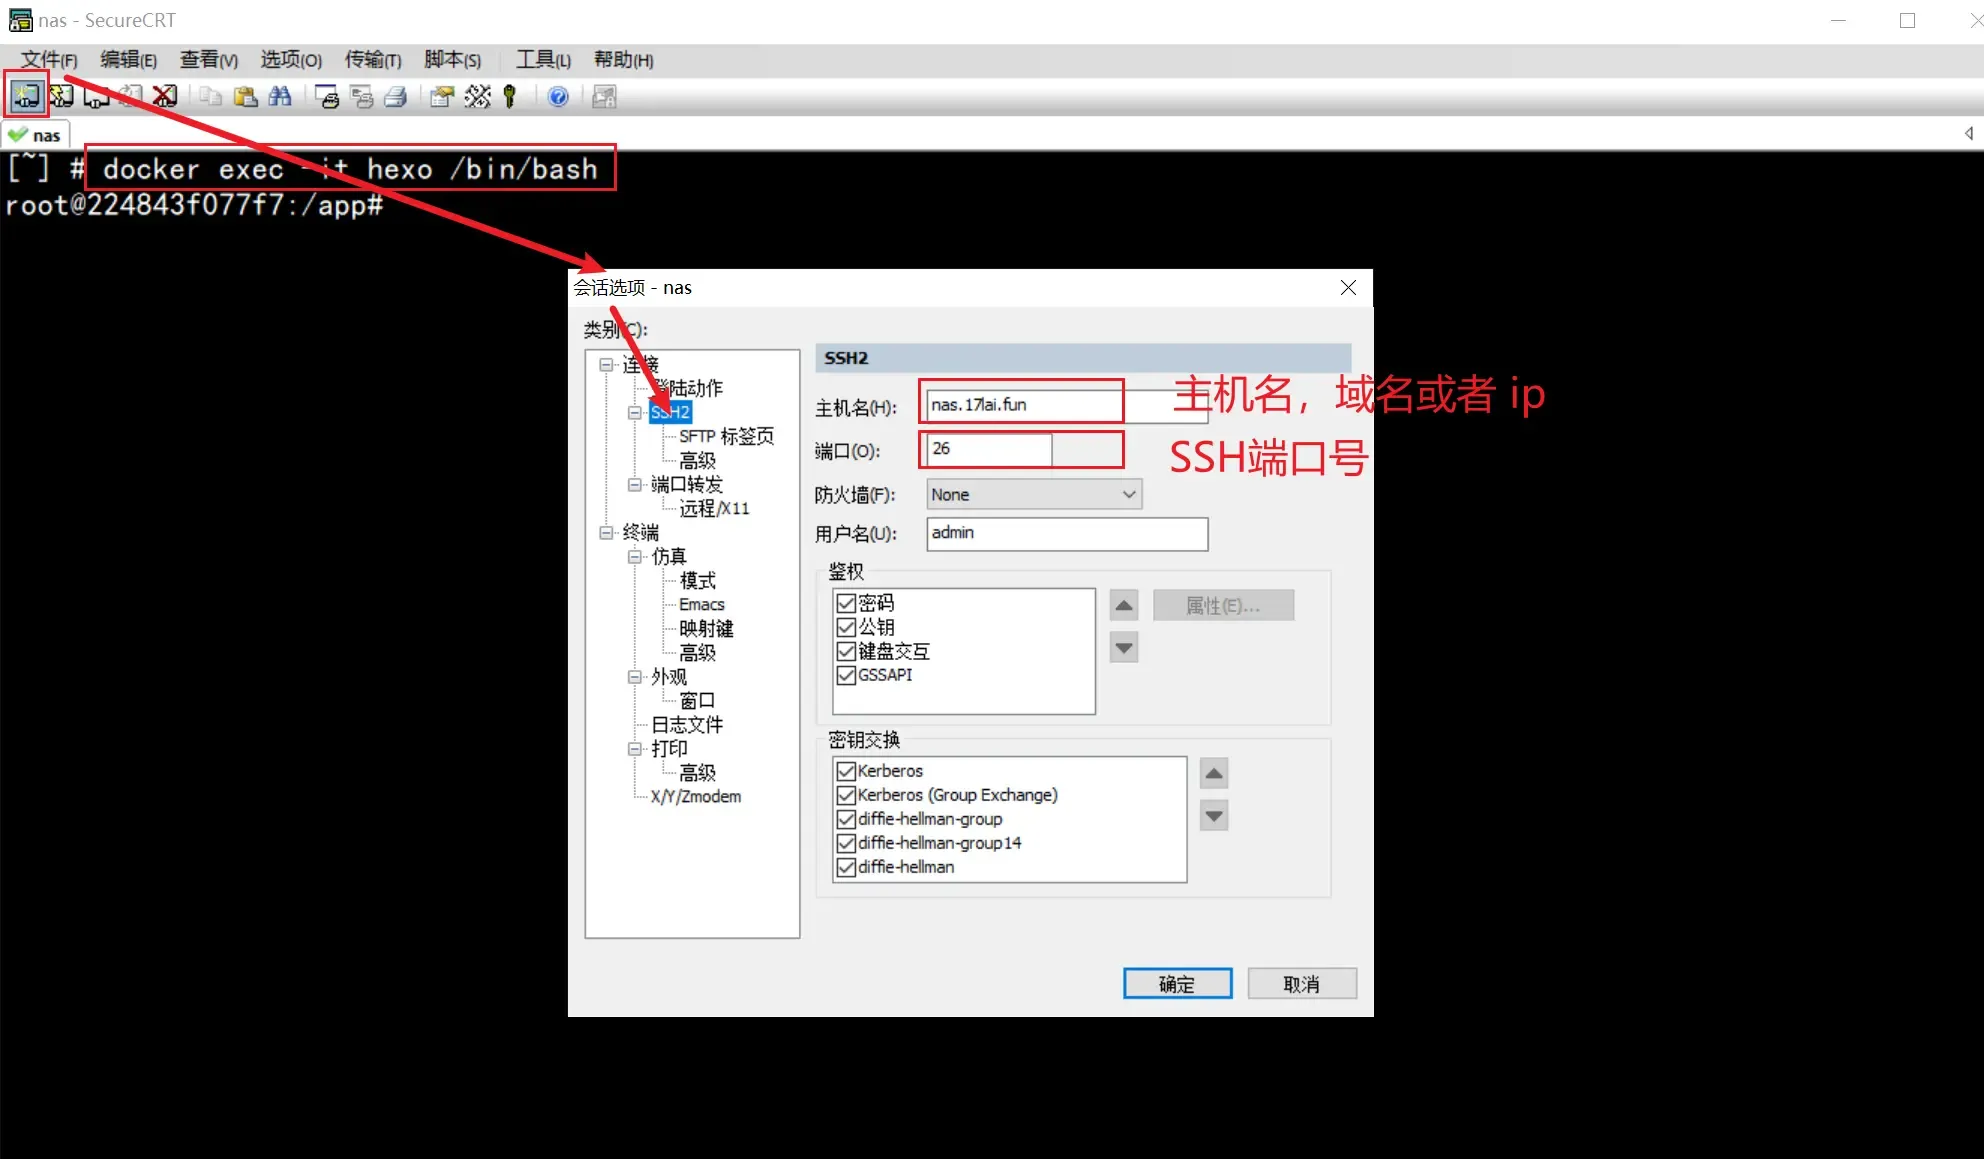 nas - SecureCRT
文件(F) 编辑(E) 查看(V) 选项(O) 传输(T) 脚本(S) 工具(L) 帮助(H)
nas
[~] # docker exec -it hexo /bin/bash
root@224843f077f7:/app#
会话选项 - nas
类别(C):
连接
登陆动作
SSH2
SFTP 标签页
高级
端口转发
远程/X11
终端
仿真
模式
Emacs
映射键
高级
外观
窗口
日志文件
打印
高级
X/Y/Zmodem
SSH2
主机名(H): nas.17lai.fun 主机名，域名或者 ip
端口(O): 26 SSH端口号
防火墙(F): None
用户名(U): admin
鉴权
密码
公钥
键盘交互
GSSAPI
属性(E)...
密钥交换
Kerberos
Kerberos (Group Exchange)
diffie-hellman-group
diffie-hellman-group14
diffie-hellman
确定 取消